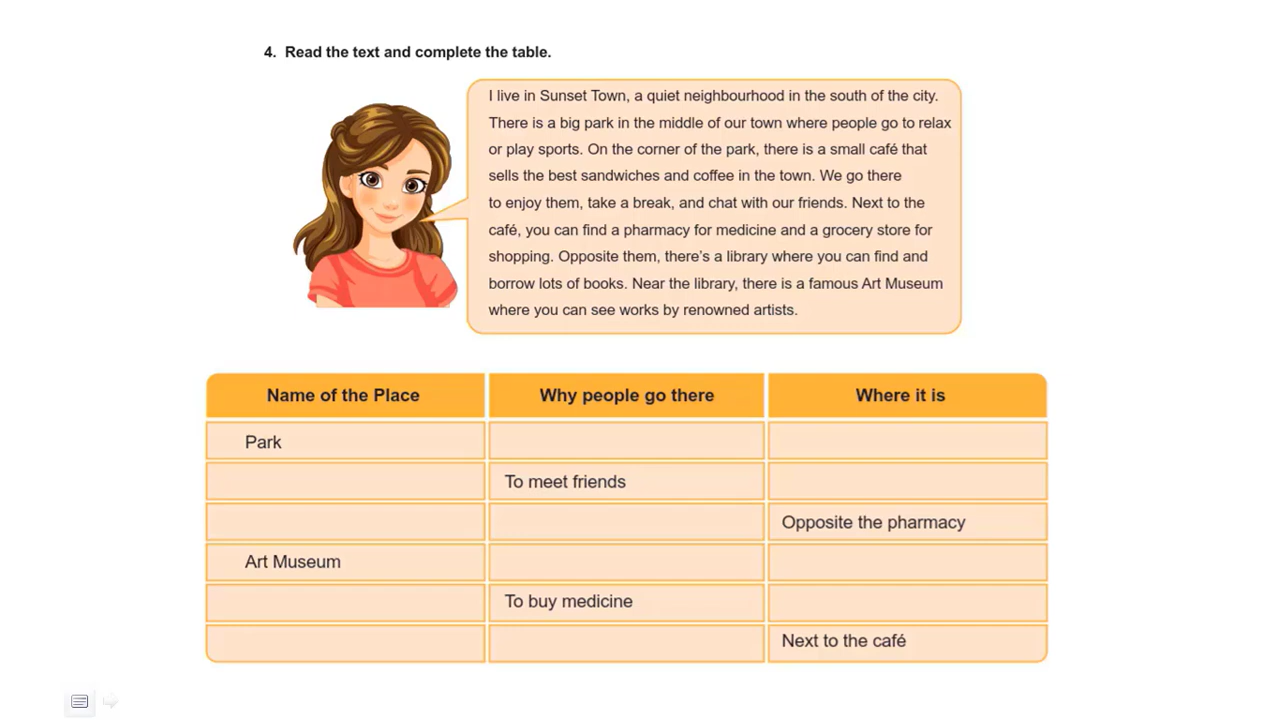 4. Read the text and complete the table.
I live in Sunset Town, a quiet neighbourhood in the south of the city.
There is a big park in the middle of our town where people go to relax
or play sports. On the corner of the park, there is a small café that
sells the best sandwiches and coffee in the town. We go there
to enjoy them, take a break, and chat with our friends. Next to the
café, you can find a pharmacy for medicine and a grocery store for
shopping. Opposite them, there's a library where you can find and
borrow lots of books. Near the library, there is a famous Art Museum
where you can see works by renowned artists.
Name of the Place Why people go there Where it is
Park
To meet friends
Opposite the pharmacy
Art Museum
To buy medicine
Next to the café